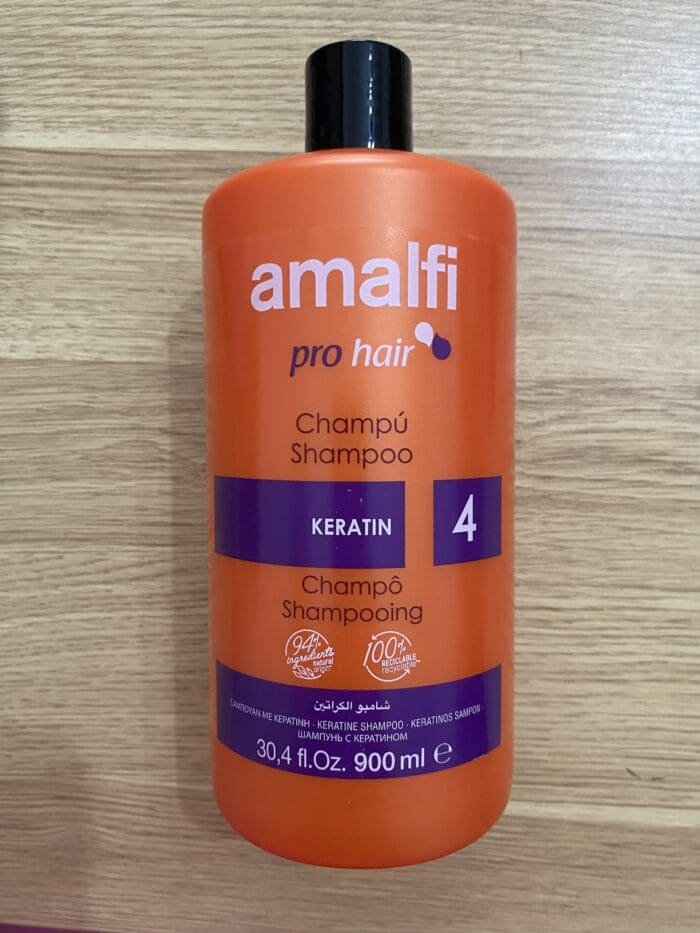 amalfi
pro hair
Champú
Shampoo
KERATIN 4
Champô
Shampooing
94%
ingredients
natural
origin*
100%
RECICLABLE
recyclable**
شامبو الكراتين
ΣΑΜΠΟΥΑΝ ΜΕ ΚΕΡΑΤΙΝΗ · KERATINE SHAMPOO · KERATINOS SAMPON ·
ШАМПУНЬ С КЕРАТИНОМ
30,4 fl.Oz. 900 ml ℮